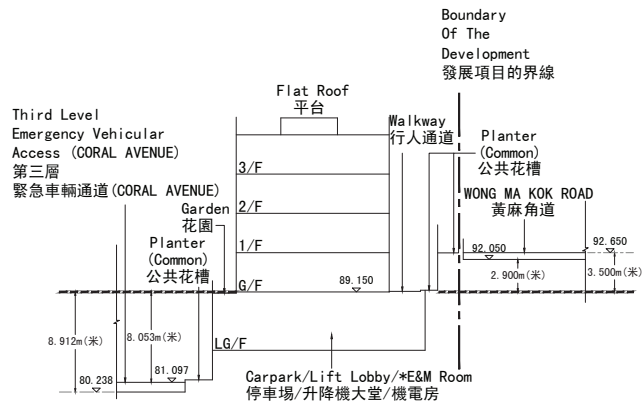 Boundary
Of The
Development
發展項目的界線
Flat Roof
平台
Walkway
行人通道
Third Level
Emergency Vehicular
Access (CORAL AVENUE)
第三層
緊急車輛通道(CORAL AVENUE)
Planter
(Common)
公共花槽
3/F
Garden
花園
2/F
WONG MA KOK ROAD
黃麻角道
Planter
(Common)
公共花槽
1/F
92.050
92.650
2.900m(米)
3.500m(米)
G/F
89.150
8.912m(米)
8.053m(米)
LG/F
81.097
80.238
Carpark/Lift Lobby/*E&M Room
停車場/升降機大堂/機電房